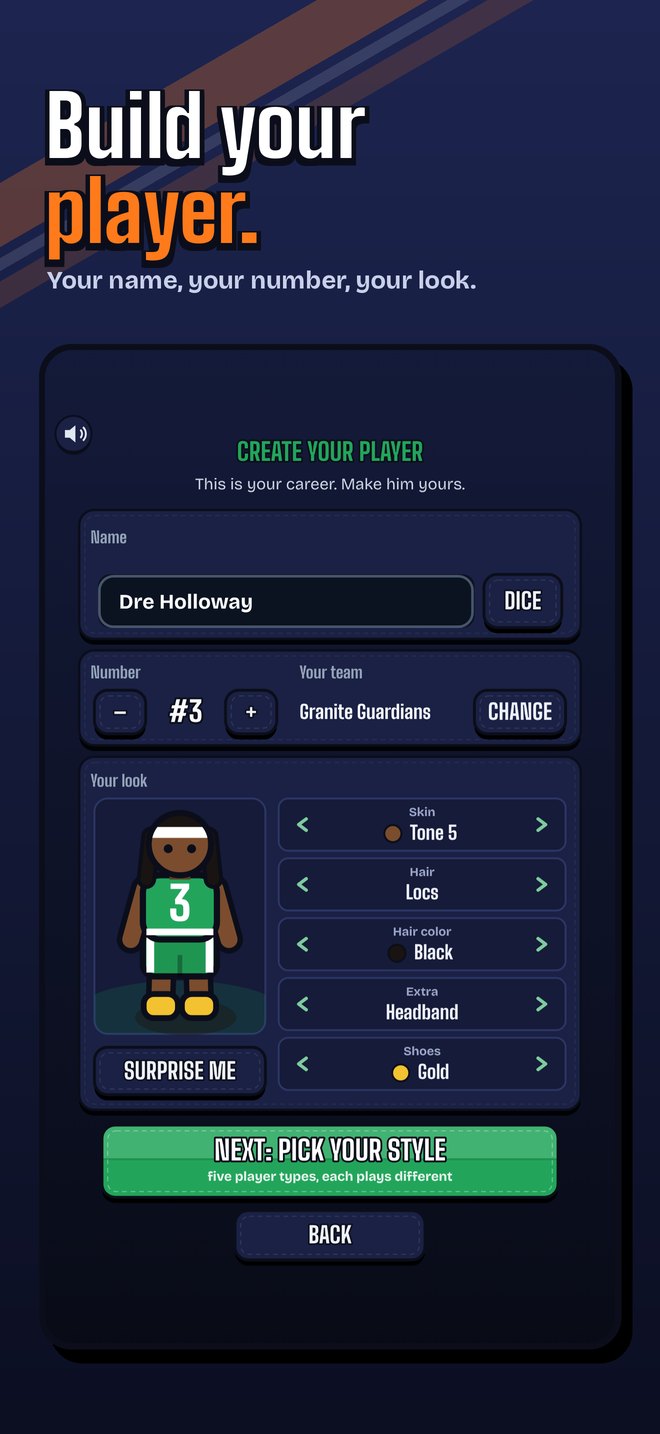 Build your
player.
Your name, your number, your look.
CREATE YOUR PLAYER
This is your career. Make him yours.
Name
Dre Holloway
DICE
Number
Your team
– #3 +
Granite Guardians
CHANGE
Your look
3
Skin
< Tone 5 >
Hair
< Locs >
Hair color
< Black >
Extra
< Headband >
Shoes
< Gold >
SURPRISE ME
NEXT: PICK YOUR STYLE
five player types, each plays different
BACK